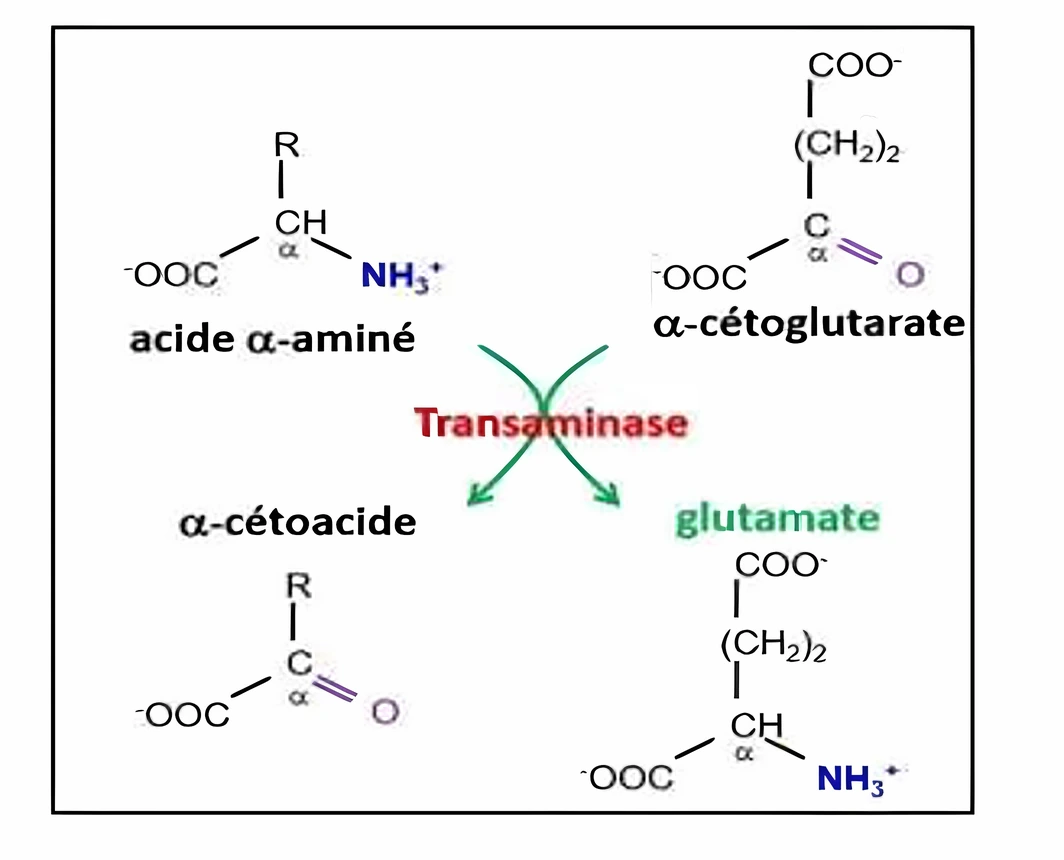 R
CH
α
⁻OOC
NH₃⁺
acide α-aminé
COO⁻
(CH₂)₂
C
α
⁻OOC
O
α-cétoglutarate
Transaminase
α-cétoacide
R
C
α
⁻OOC
O
glutamate
COO⁻
(CH₂)₂
CH
α
⁻OOC
NH₃⁺